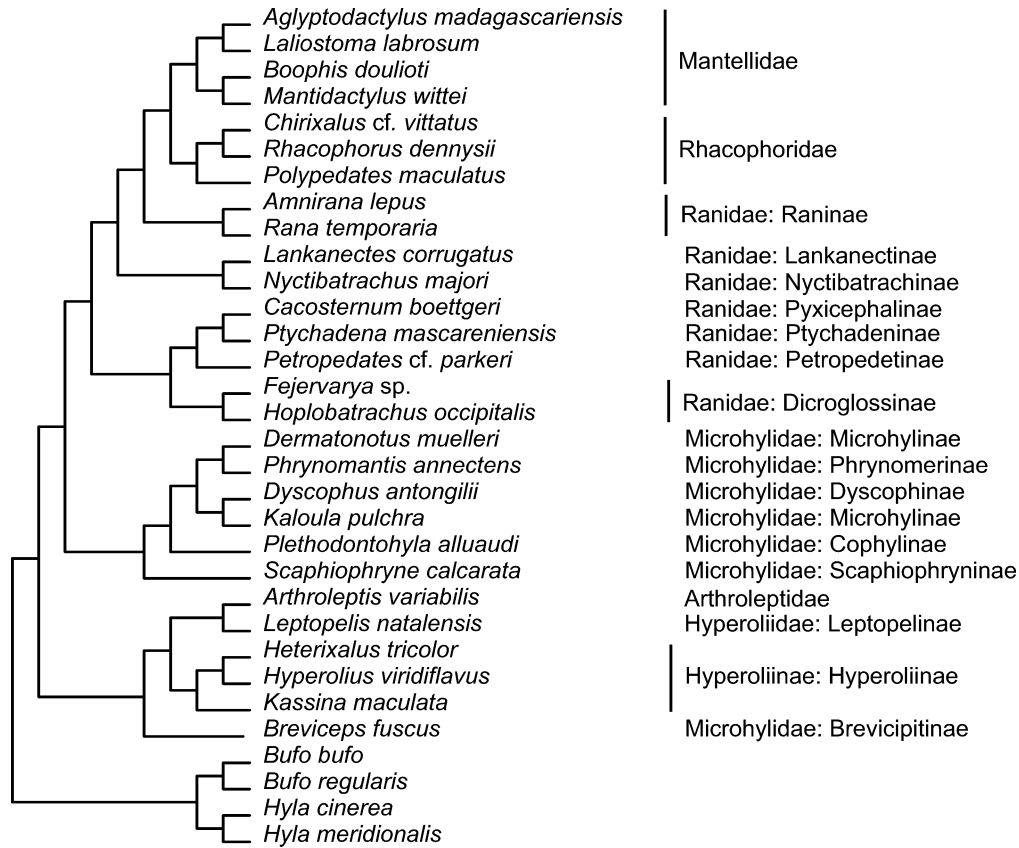 Aglyptodactylus madagascariensis
Laliostoma labrosum
Boophis doulioti
Mantidactylus wittei
Mantellidae
Chirixalus cf. vittatus
Rhacophorus dennysii
Polypedates maculatus
Rhacophoridae
Amnirana lepus
Rana temporaria
Ranidae: Raninae
Lankanectes corrugatus Ranidae: Lankanectinae
Nyctibatrachus majori Ranidae: Nyctibatrachinae
Cacosternum boettgeri Ranidae: Pyxicephalinae
Ptychadena mascareniensis Ranidae: Ptychadeninae
Petropedates cf. parkeri Ranidae: Petropedetinae
Fejervarya sp.
Hoplobatrachus occipitalis
Ranidae: Dicroglossinae
Dermatonotus muelleri Microhylidae: Microhylinae
Phrynomantis annectens Microhylidae: Phrynomerinae
Dyscophus antongilii Microhylidae: Dyscophinae
Kaloula pulchra Microhylidae: Microhylinae
Plethodontohyla alluaudi Microhylidae: Cophylinae
Scaphiophryne calcarata Microhylidae: Scaphiophryninae
Arthroleptis variabilis Arthroleptidae
Leptopelis natalensis Hyperoliidae: Leptopelinae
Heterixalus tricolor
Hyperolius viridiflavus
Kassina maculata
Hyperoliinae: Hyperoliinae
Breviceps fuscus Microhylidae: Brevicipitinae
Bufo bufo
Bufo regularis
Hyla cinerea
Hyla meridionalis